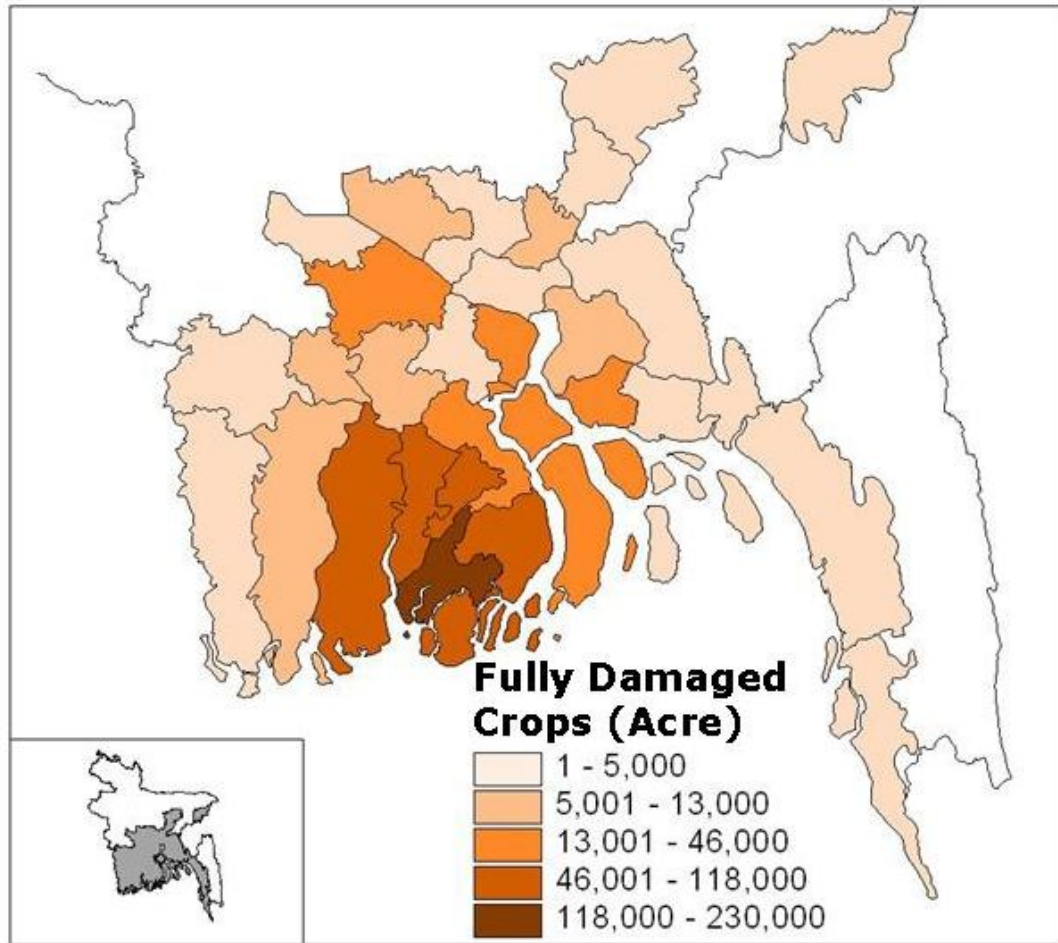 Fully Damaged
Crops (Acre)
1 - 5,000
5,001 - 13,000
13,001 - 46,000
46,001 - 118,000
118,000 - 230,000